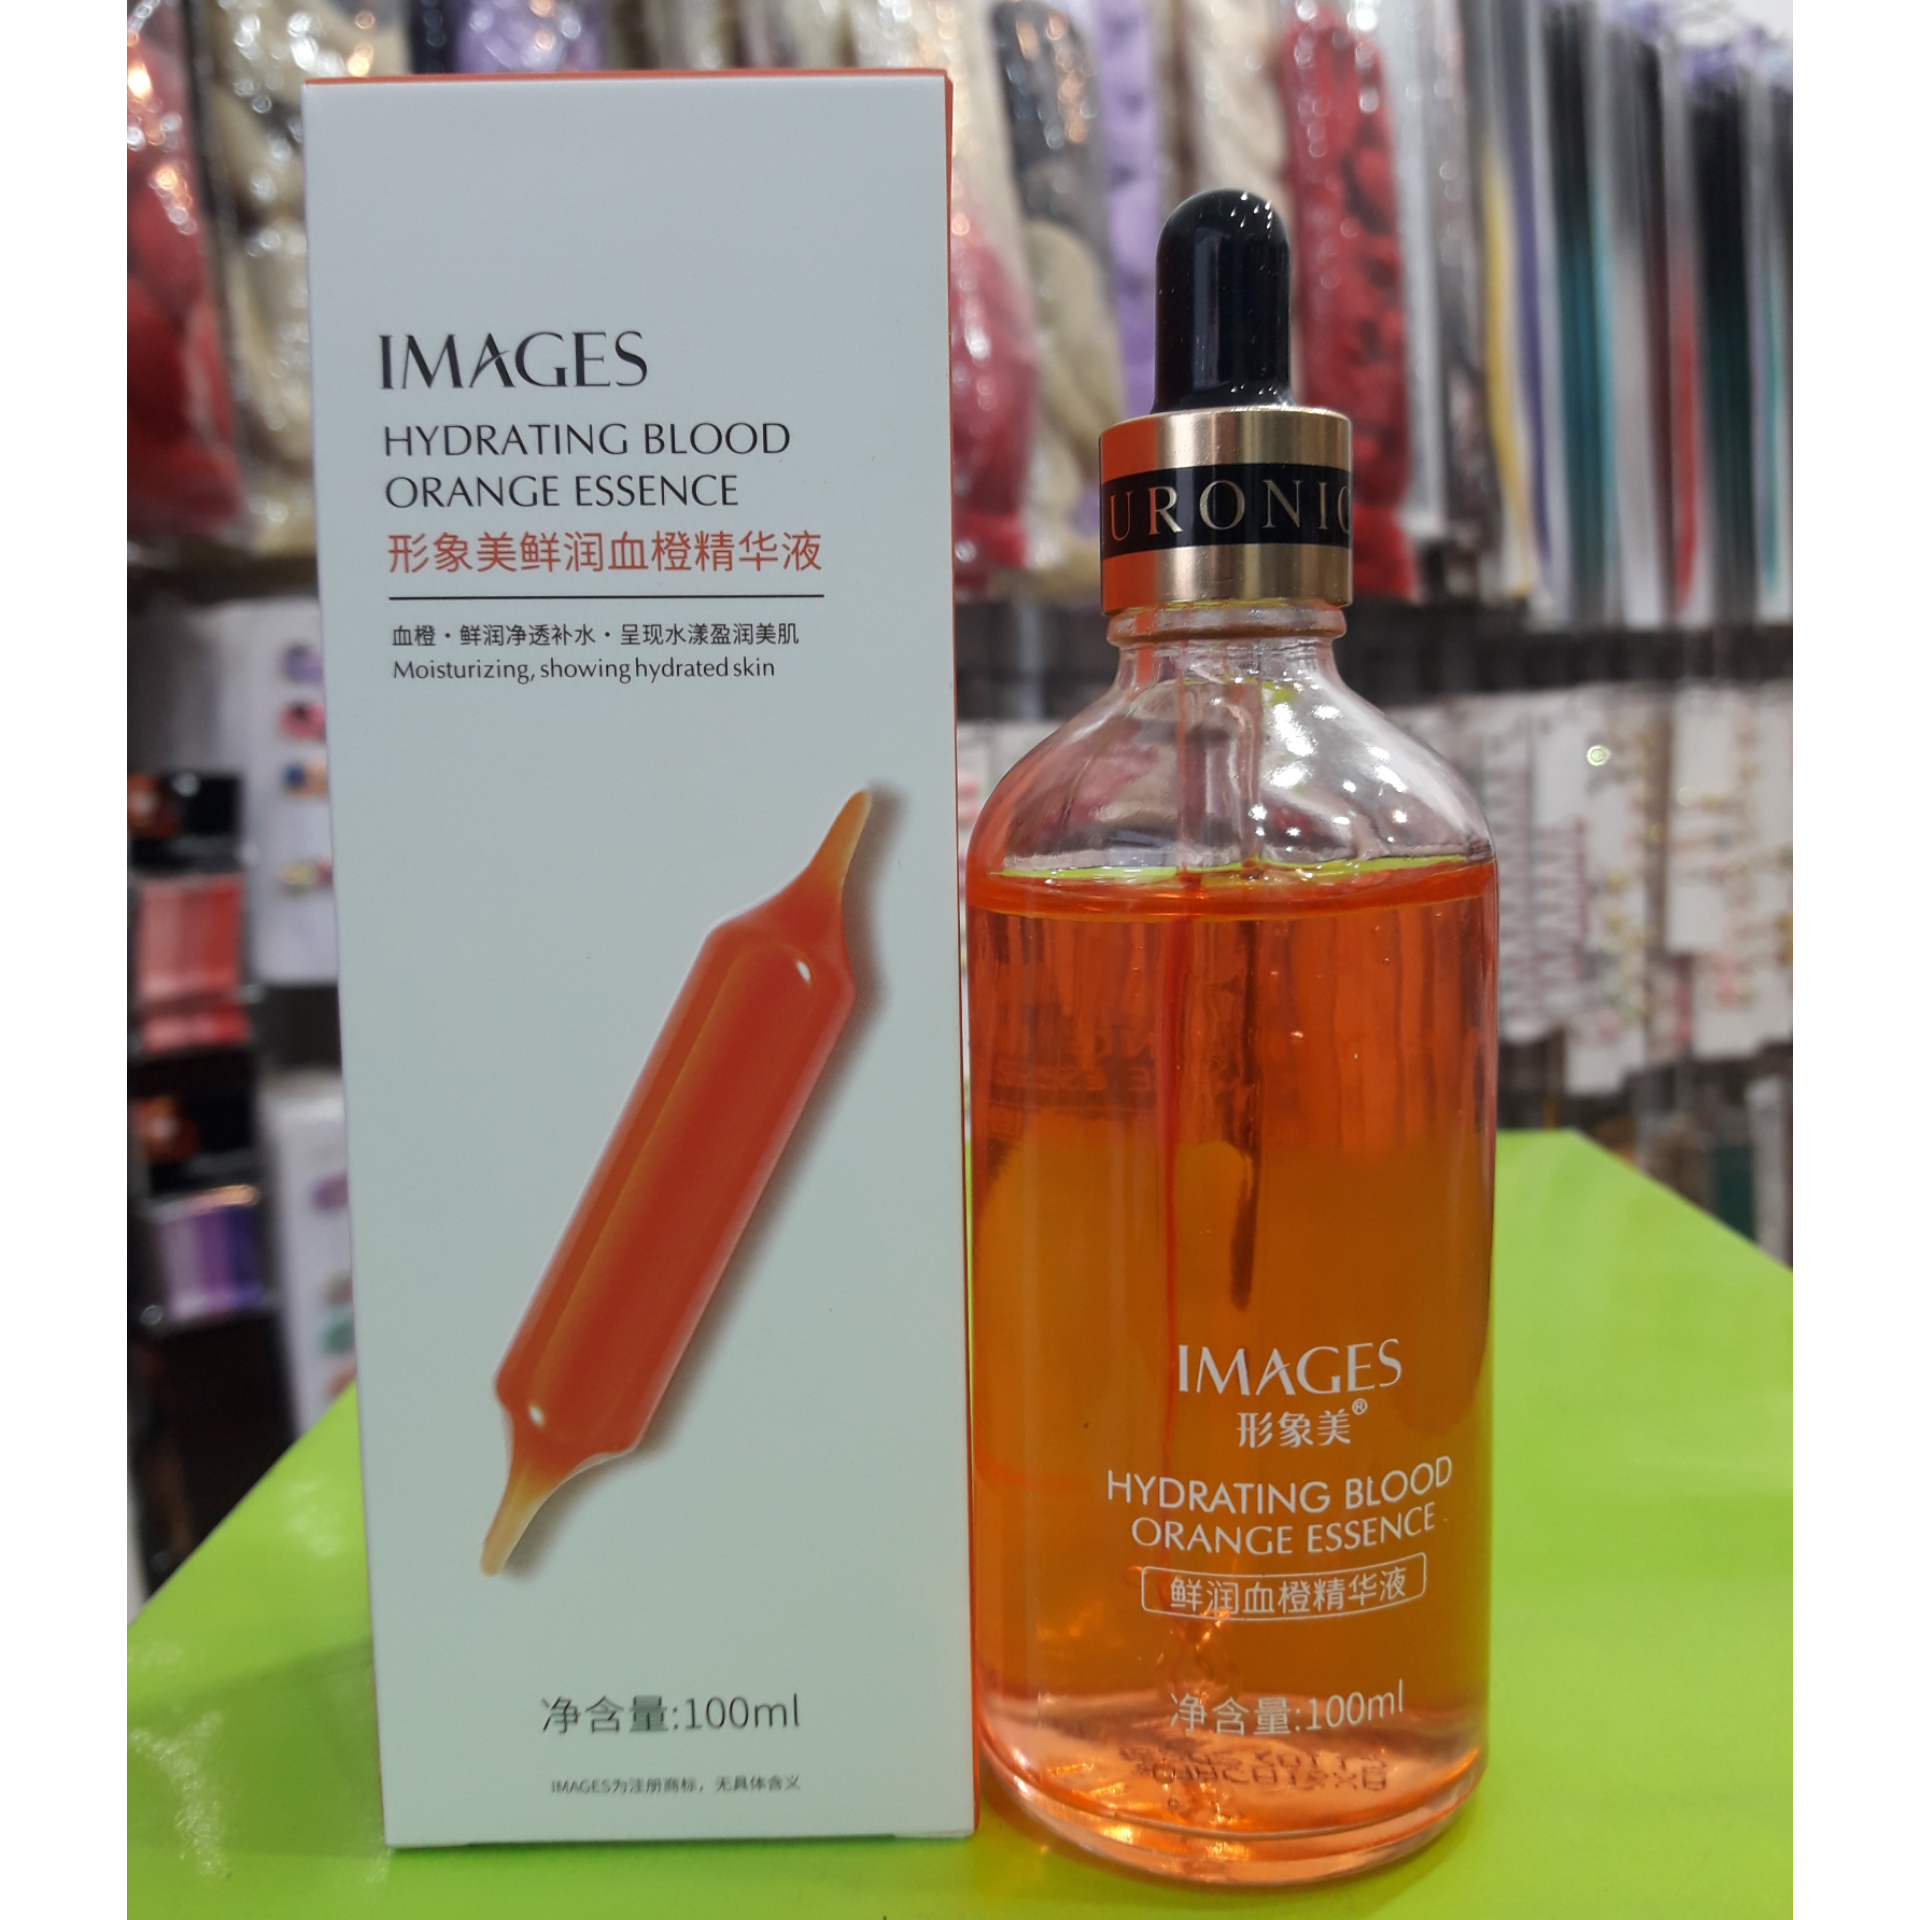 IMAGES
HYDRATING BLOOD
ORANGE ESSENCE
形象美鲜润血橙精华液
血橙·鲜润净透补水·呈现水漾盈润美肌
Moisturizing, showing hydrated skin
净含量:100ml
IMAGES为注册商标，无具体含义
URONIC
IMAGES
形象美®
HYDRATING BLOOD
ORANGE ESSENCE
鲜润血橙精华液
净含量:100ml